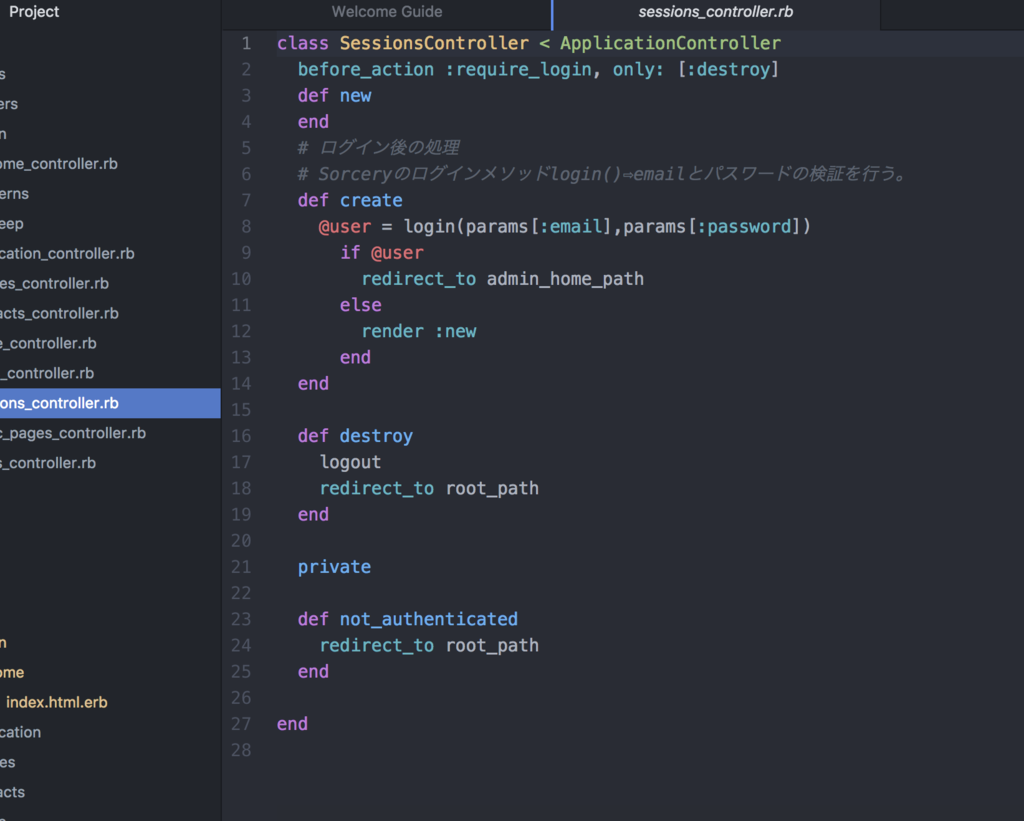 Project
Welcome Guide
sessions_controller.rb
s
ers
n
ome_controller.rb
erns
eep
cation_controller.rb
es_controller.rb
acts_controller.rb
e_controller.rb
_controller.rb
ons_controller.rb
c_pages_controller.rb
s_controller.rb
n
ome
index.html.erb
cation
es
acts
1 class SessionsController < ApplicationController
2 before_action :require_login, only: [:destroy]
3 def new
4 end
5 # ログイン後の処理
6 # Sorceryのログインメソッドlogin()⇨emailとパスワードの検証を行う。
7 def create
8 @user = login(params[:email],params[:password])
9 if @user
10 redirect_to admin_home_path
11 else
12 render :new
13 end
14 end
15
16 def destroy
17 logout
18 redirect_to root_path
19 end
20
21 private
22
23 def not_authenticated
24 redirect_to root_path
25 end
26
27 end
28